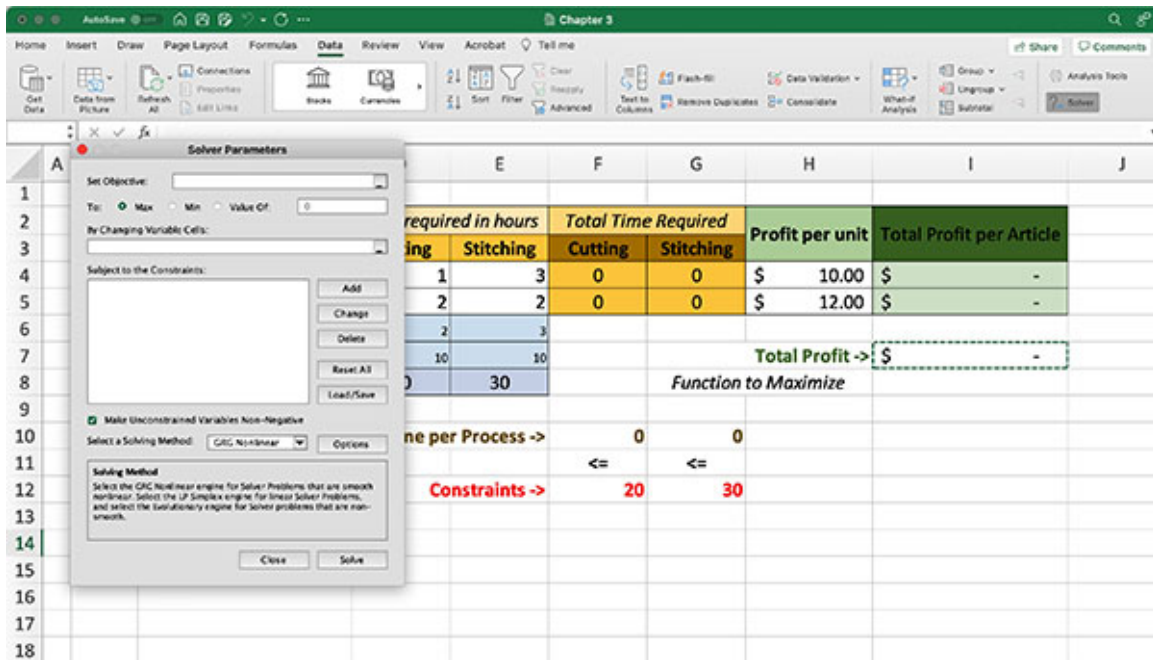 AutoSave
Chapter 3
Home Insert Draw Page Layout Formulas Data Review View Acrobat Tell me Share Comments
Get Data
Data from Picture
Refresh All
Connections
Properties
Edit Links
Stocks
Currencies
Sort
Filter
Clear
Reapply
Advanced
Text to Columns
Flash-fill
Remove Duplicates
Data Validation
Consolidate
What-if Analysis
Group
Ungroup
Subtotal
Analysis Tools
Solver
fx
A E F G H I J
1
2 required in hours Total Time Required Profit per unit Total Profit per Article
3 ing Stitching Cutting Stitching
4 1 3 0 0 $ 10.00 $ -
5 2 2 0 0 $ 12.00 $ -
6 2 3
7 10 10 Total Profit -> $ -
8 0 30 Function to Maximize
9
10 ne per Process -> 0 0
11 <= <=
12 Constraints -> 20 30
13
14
15
16
17
18
Solver Parameters
Set Objective:
To: Max Min Value Of: 0
By Changing Variable Cells:
Subject to the Constraints:
Add
Change
Delete
Reset All
Load/Save
Make Unconstrained Variables Non-Negative
Select a Solving Method: GRG Nonlinear Options
Solving Method
Select the GRG Nonlinear engine for Solver Problems that are smooth
nonlinear. Select the LP Simplex engine for linear Solver Problems,
and select the Evolutionary engine for Solver problems that are non-
smooth.
Close Solve